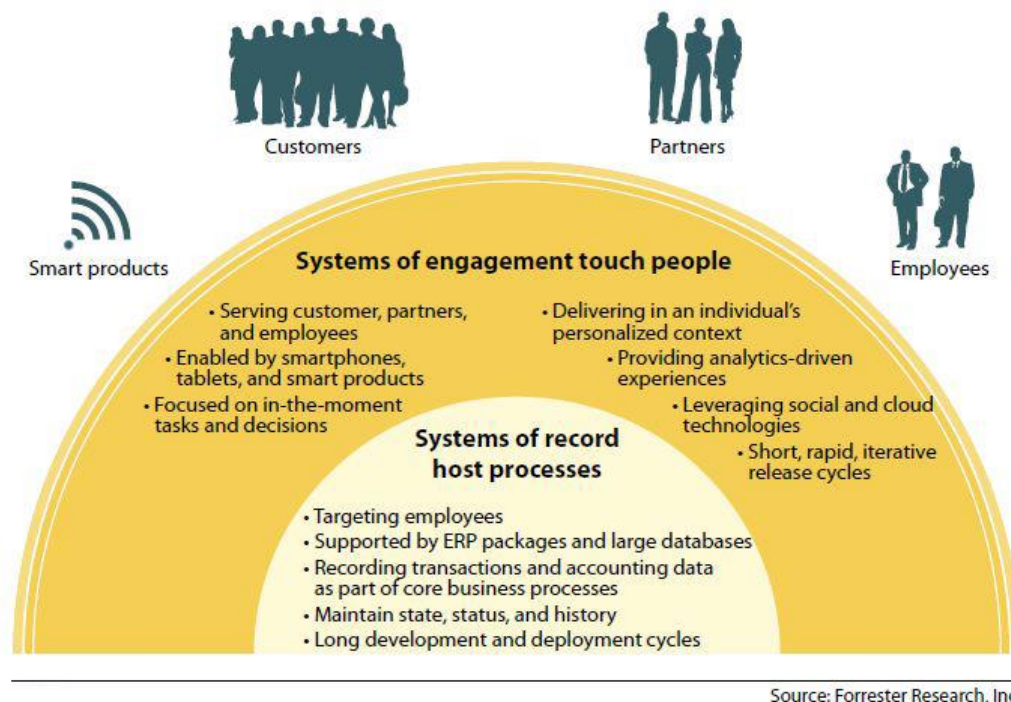 Customers
Partners
Smart products
Employees
Systems of engagement touch people
• Serving customer, partners,
and employees
• Enabled by smartphones,
tablets, and smart products
• Focused on in-the-moment
tasks and decisions
• Delivering in an individual's
personalized context
• Providing analytics-driven
experiences
• Leveraging social and cloud
technologies
• Short, rapid, iterative
release cycles
Systems of record
host processes
• Targeting employees
• Supported by ERP packages and large databases
• Recording transactions and accounting data
as part of core business processes
• Maintain state, status, and history
• Long development and deployment cycles
Source: Forrester Research, Inc